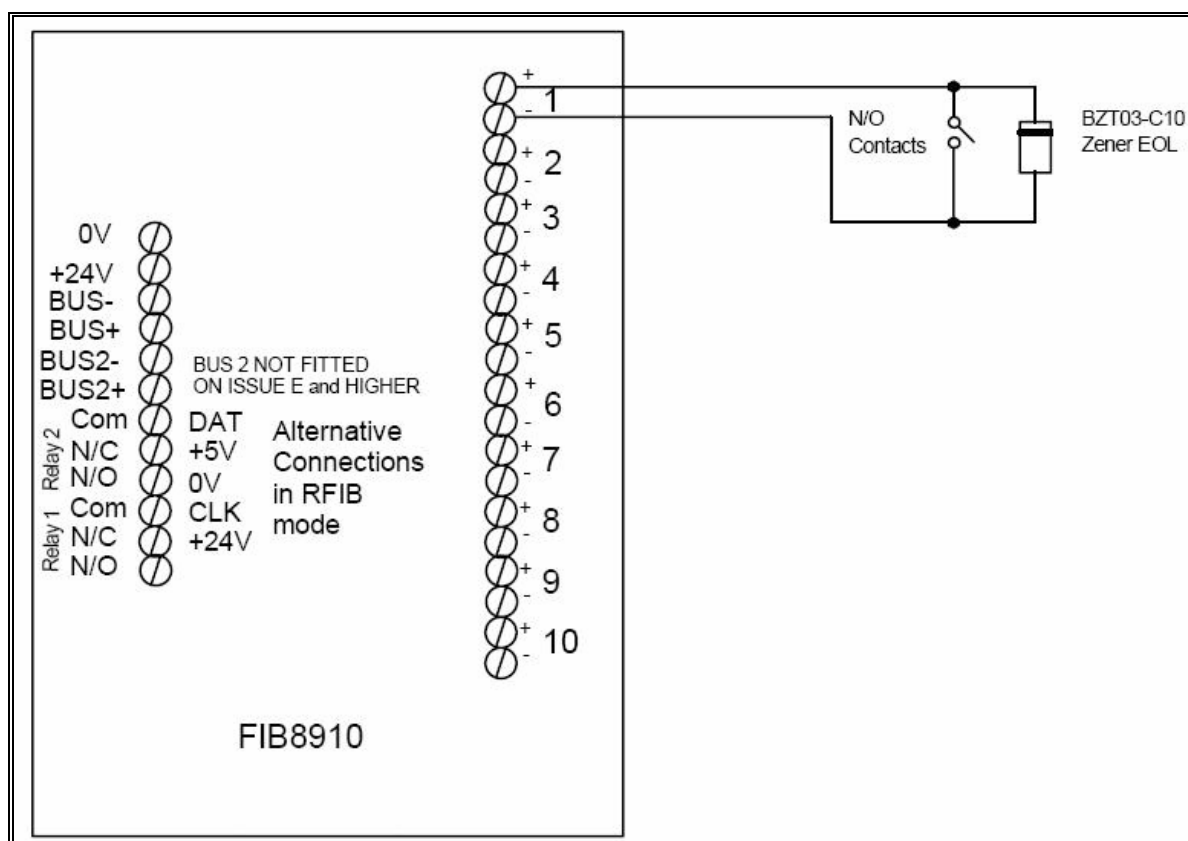 0V
+24V
BUS-
BUS+
BUS2-
BUS2+
BUS 2 NOT FITTED
ON ISSUE E and HIGHER
Relay 2
Com
N/C
N/O
Relay 1
Com
N/C
N/O
DAT
+5V
0V
CLK
+24V
Alternative
Connections
in RFIB
mode
+
1
-
+
2
-
+
3
-
+
4
-
+
5
-
+
6
-
+
7
-
+
8
-
+
9
-
+
10
-
N/O
Contacts
BZT03-C10
Zener EOL
FIB8910